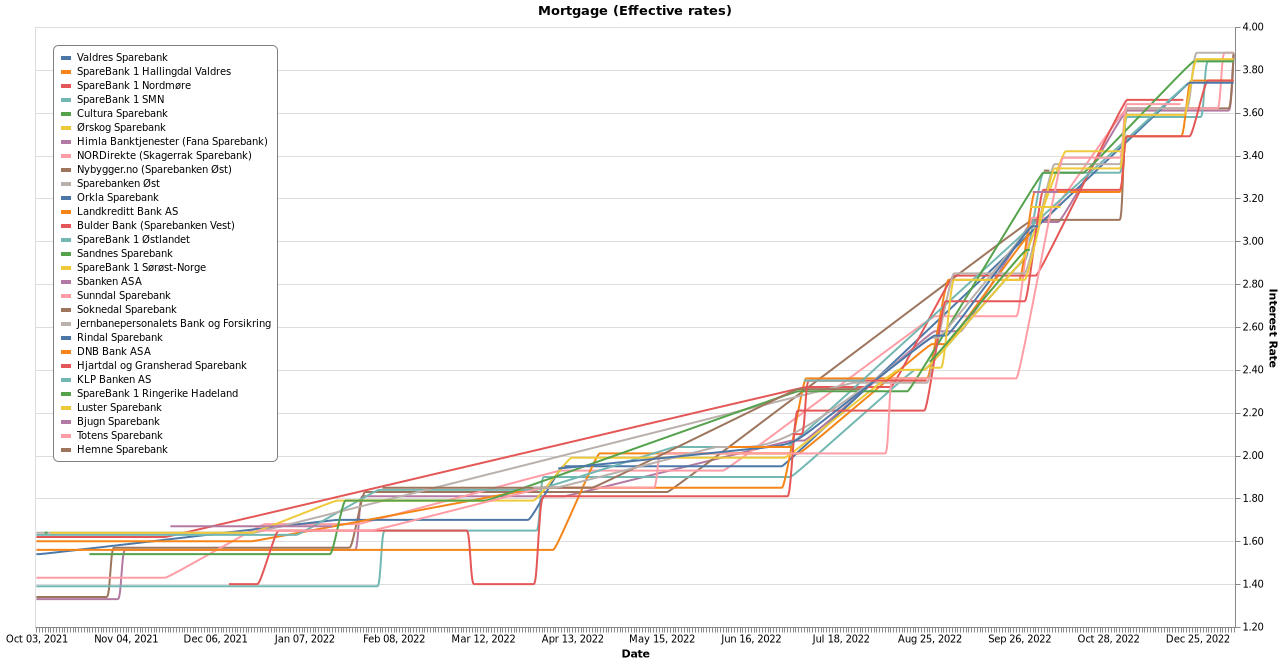 Mortgage (Effective rates)
Valdres Sparebank
SpareBank 1 Hallingdal Valdres
SpareBank 1 Nordmøre
SpareBank 1 SMN
Cultura Sparebank
Ørskog Sparebank
Himla Banktjenester (Fana Sparebank)
NORDirekte (Skagerrak Sparebank)
Nybygger.no (Sparebanken Øst)
Sparebanken Øst
Orkla Sparebank
Landkreditt Bank AS
Bulder Bank (Sparebanken Vest)
SpareBank 1 Østlandet
Sandnes Sparebank
SpareBank 1 Sørøst-Norge
Sbanken ASA
Sunndal Sparebank
Soknedal Sparebank
Jernbanepersonalets Bank og Forsikring
Rindal Sparebank
DNB Bank ASA
Hjartdal og Gransherad Sparebank
KLP Banken AS
SpareBank 1 Ringerike Hadeland
Luster Sparebank
Bjugn Sparebank
Totens Sparebank
Hemne Sparebank
4.00
3.80
3.60
3.40
3.20
3.00
2.80
2.60
2.40
2.20
2.00
1.80
1.60
1.40
1.20
Interest Rate
Oct 03, 2021 Nov 04, 2021 Dec 06, 2021 Jan 07, 2022 Feb 08, 2022 Mar 12, 2022 Apr 13, 2022 May 15, 2022 Jun 16, 2022 Jul 18, 2022 Aug 25, 2022 Sep 26, 2022 Oct 28, 2022 Dec 25, 2022
Date